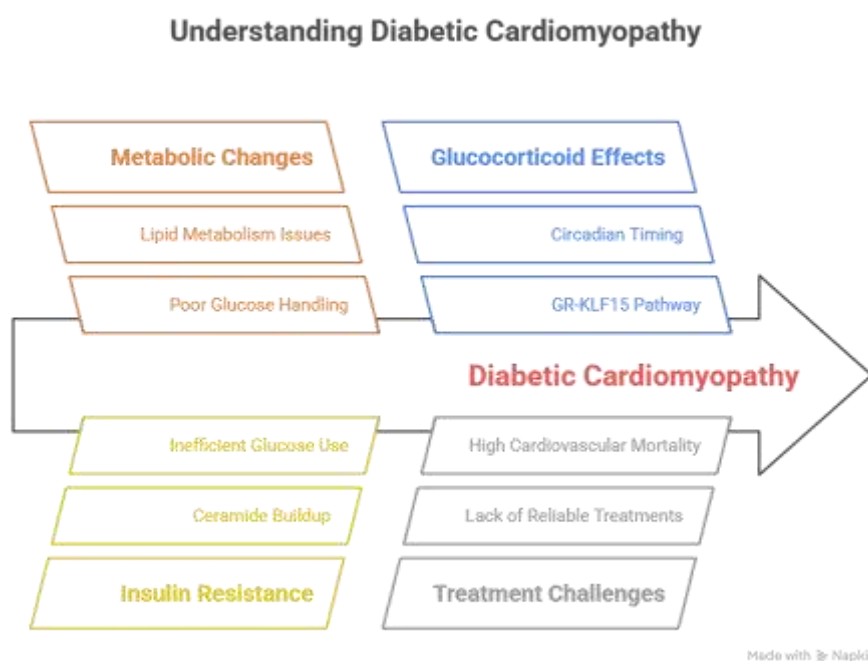 Understanding Diabetic Cardiomyopathy
Metabolic Changes
Lipid Metabolism Issues
Poor Glucose Handling
Glucocorticoid Effects
Circadian Timing
GR-KLF15 Pathway
Diabetic Cardiomyopathy
Inefficient Glucose Use
Ceramide Buildup
Insulin Resistance
High Cardiovascular Mortality
Lack of Reliable Treatments
Treatment Challenges
Made with